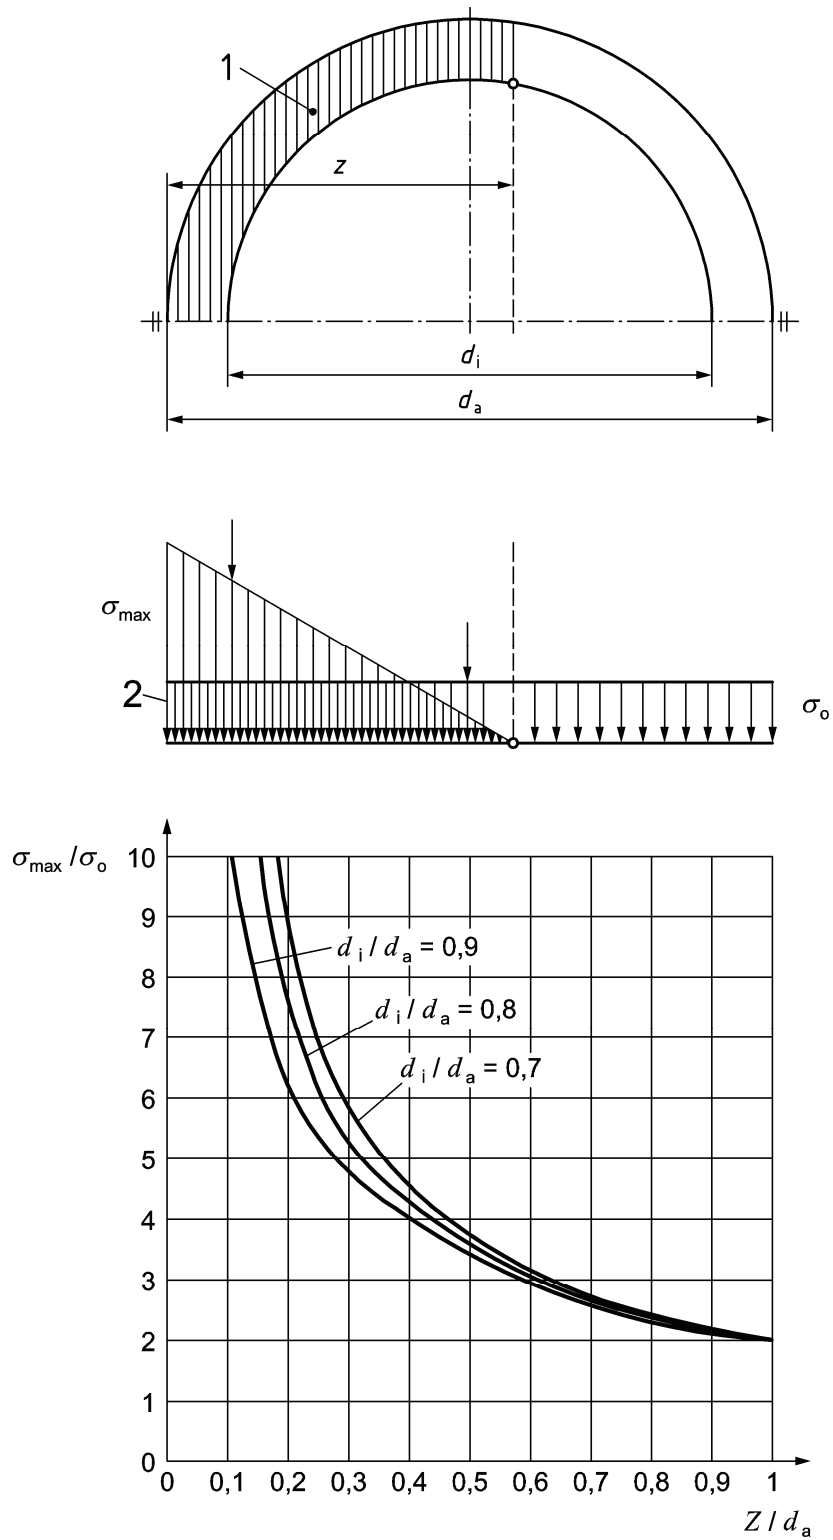 1
z
d i
d a
σ max
2
σ o
σ max / σ o
10
9
d i / d a = 0,9
8
d i / d a = 0,8
7
d i / d a = 0,7
6
5
4
3
2
1
0
0 0,1 0,2 0,3 0,4 0,5 0,6 0,7 0,8 0,9 1
Z / d a